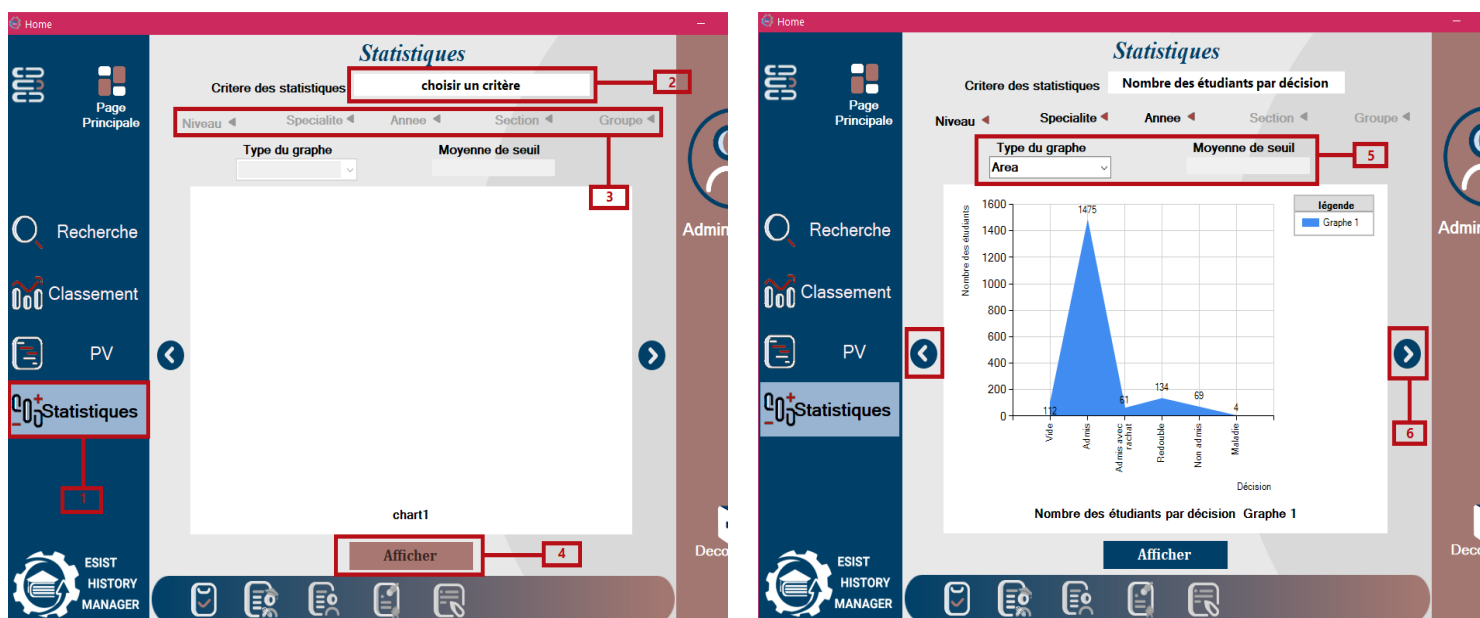 Home
Statistiques
Critere des statistiques choisir un critère 2
Page
Principale
Niveau Specialite Annee Section Groupe
Type du graphe Moyenne de seuil
3
Recherche
Admin
Classement
PV
Statistiques
1
chart1
Afficher 4
Deco
ESIST
HISTORY
MANAGER
Home
Statistiques
Critere des statistiques Nombre des étudiants par décision
Page
Principale
Niveau Specialite Annee Section Groupe
Type du graphe Moyenne de seuil
Area
5
Recherche
Admin
Classement
PV
Statistiques
Nombre des étudiants
1600
1400
1200
1000
800
600
400
200
0
112
1475
61
134
69
4
Vide
Admis
Admis avec
rachat
Redouble
Non admis
Maladie
Décision
légende
Graphe 1
6
Nombre des étudiants par décision Graphe 1
Afficher
Deco
ESIST
HISTORY
MANAGER